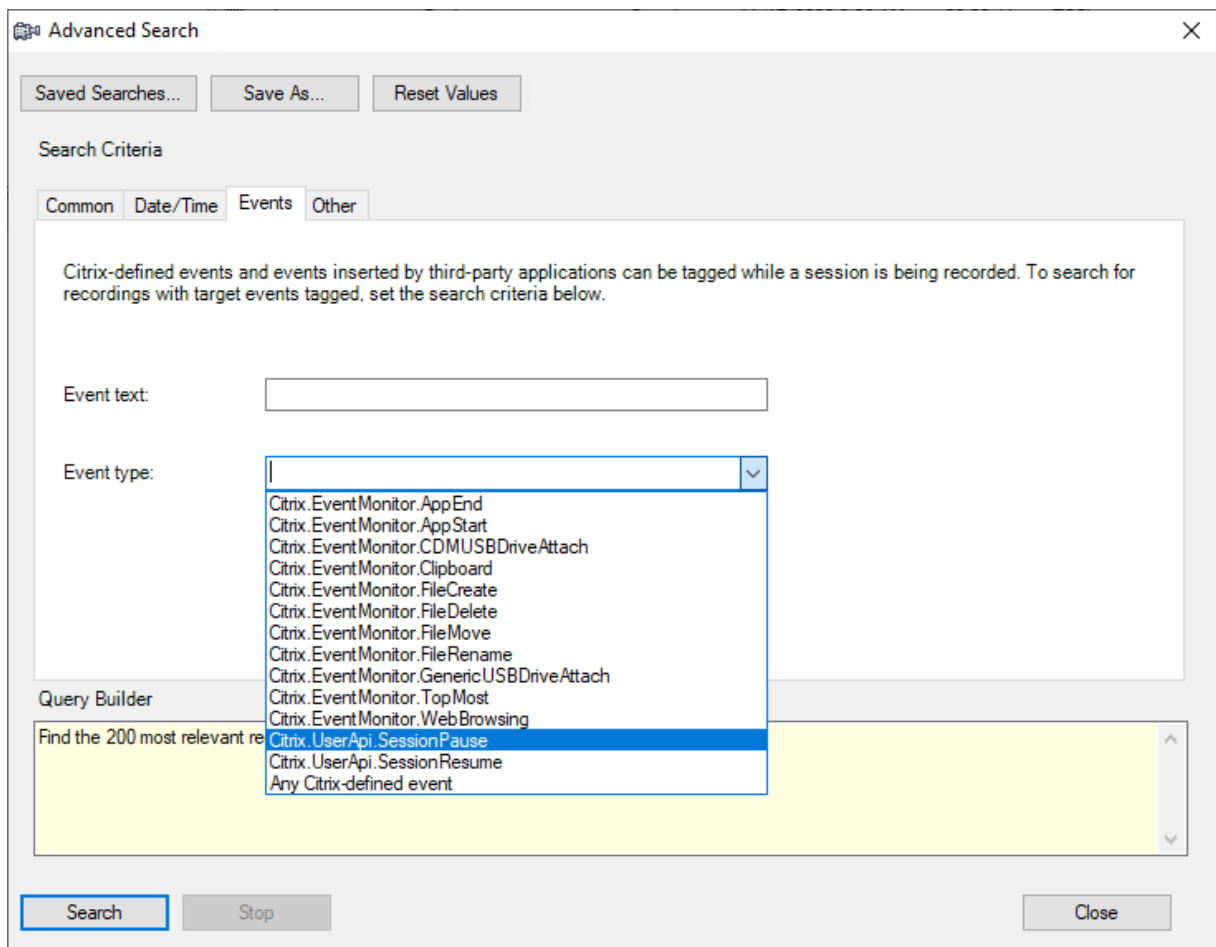 Advanced Search
Saved Searches... Save As... Reset Values
Search Criteria
Common Date/Time Events Other
Citrix-defined events and events inserted by third-party applications can be tagged while a session is being recorded. To search for
recordings with target events tagged, set the search criteria below.
Event text:
Event type:
Citrix.EventMonitor.AppEnd
Citrix.EventMonitor.AppStart
Citrix.EventMonitor.CDMUSBDriveAttach
Citrix.EventMonitor.Clipboard
Citrix.EventMonitor.FileCreate
Citrix.EventMonitor.FileDelete
Citrix.EventMonitor.FileMove
Citrix.EventMonitor.FileRename
Citrix.EventMonitor.GenericUSBDriveAttach
Citrix.EventMonitor.TopMost
Citrix.EventMonitor.WebBrowsing
Citrix.UserApi.SessionPause
Citrix.UserApi.SessionResume
Any Citrix-defined event
Query Builder
Find the 200 most relevant re
Search Stop Close